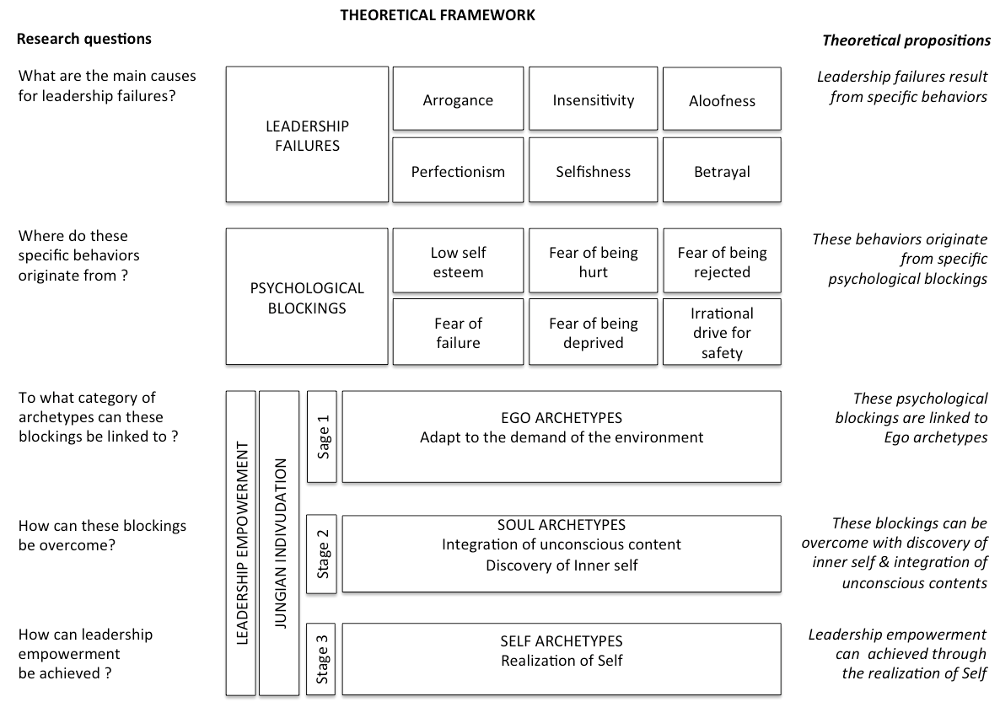 THEORETICAL FRAMEWORK
Research questions
Theoretical propositions
What are the main causes
for leadership failures?
LEADERSHIP
FAILURES
Arrogance
Insensitivity
Aloofness
Perfectionism
Selfishness
Betrayal
Leadership failures result
from specific behaviors
Where do these
specific behaviors
originate from ?
PSYCHOLOGICAL
BLOCKINGS
Low self
esteem
Fear of being
hurt
Fear of being
rejected
Fear of
failure
Fear of being
deprived
Irrational
drive for
safety
These behaviors originate
from specific
psychological blockings
To what category of
archetypes can these
blockings be linked to ?
LEADERSHIP EMPOWERMENT
JUNGIAN INDIVUDATION
Sage 1
EGO ARCHETYPES
Adapt to the demand of the environment
These psychological
blockings are linked to
Ego archetypes
How can these blockings
be overcome?
Stage 2
SOUL ARCHETYPES
Integration of unconscious content
Discovery of Inner self
These blockings can be
overcome with discovery of
inner self & integration of
unconscious contents
How can leadership
empowerment
be achieved ?
Stage 3
SELF ARCHETYPES
Realization of Self
Leadership empowerment
can achieved through
the realization of Self